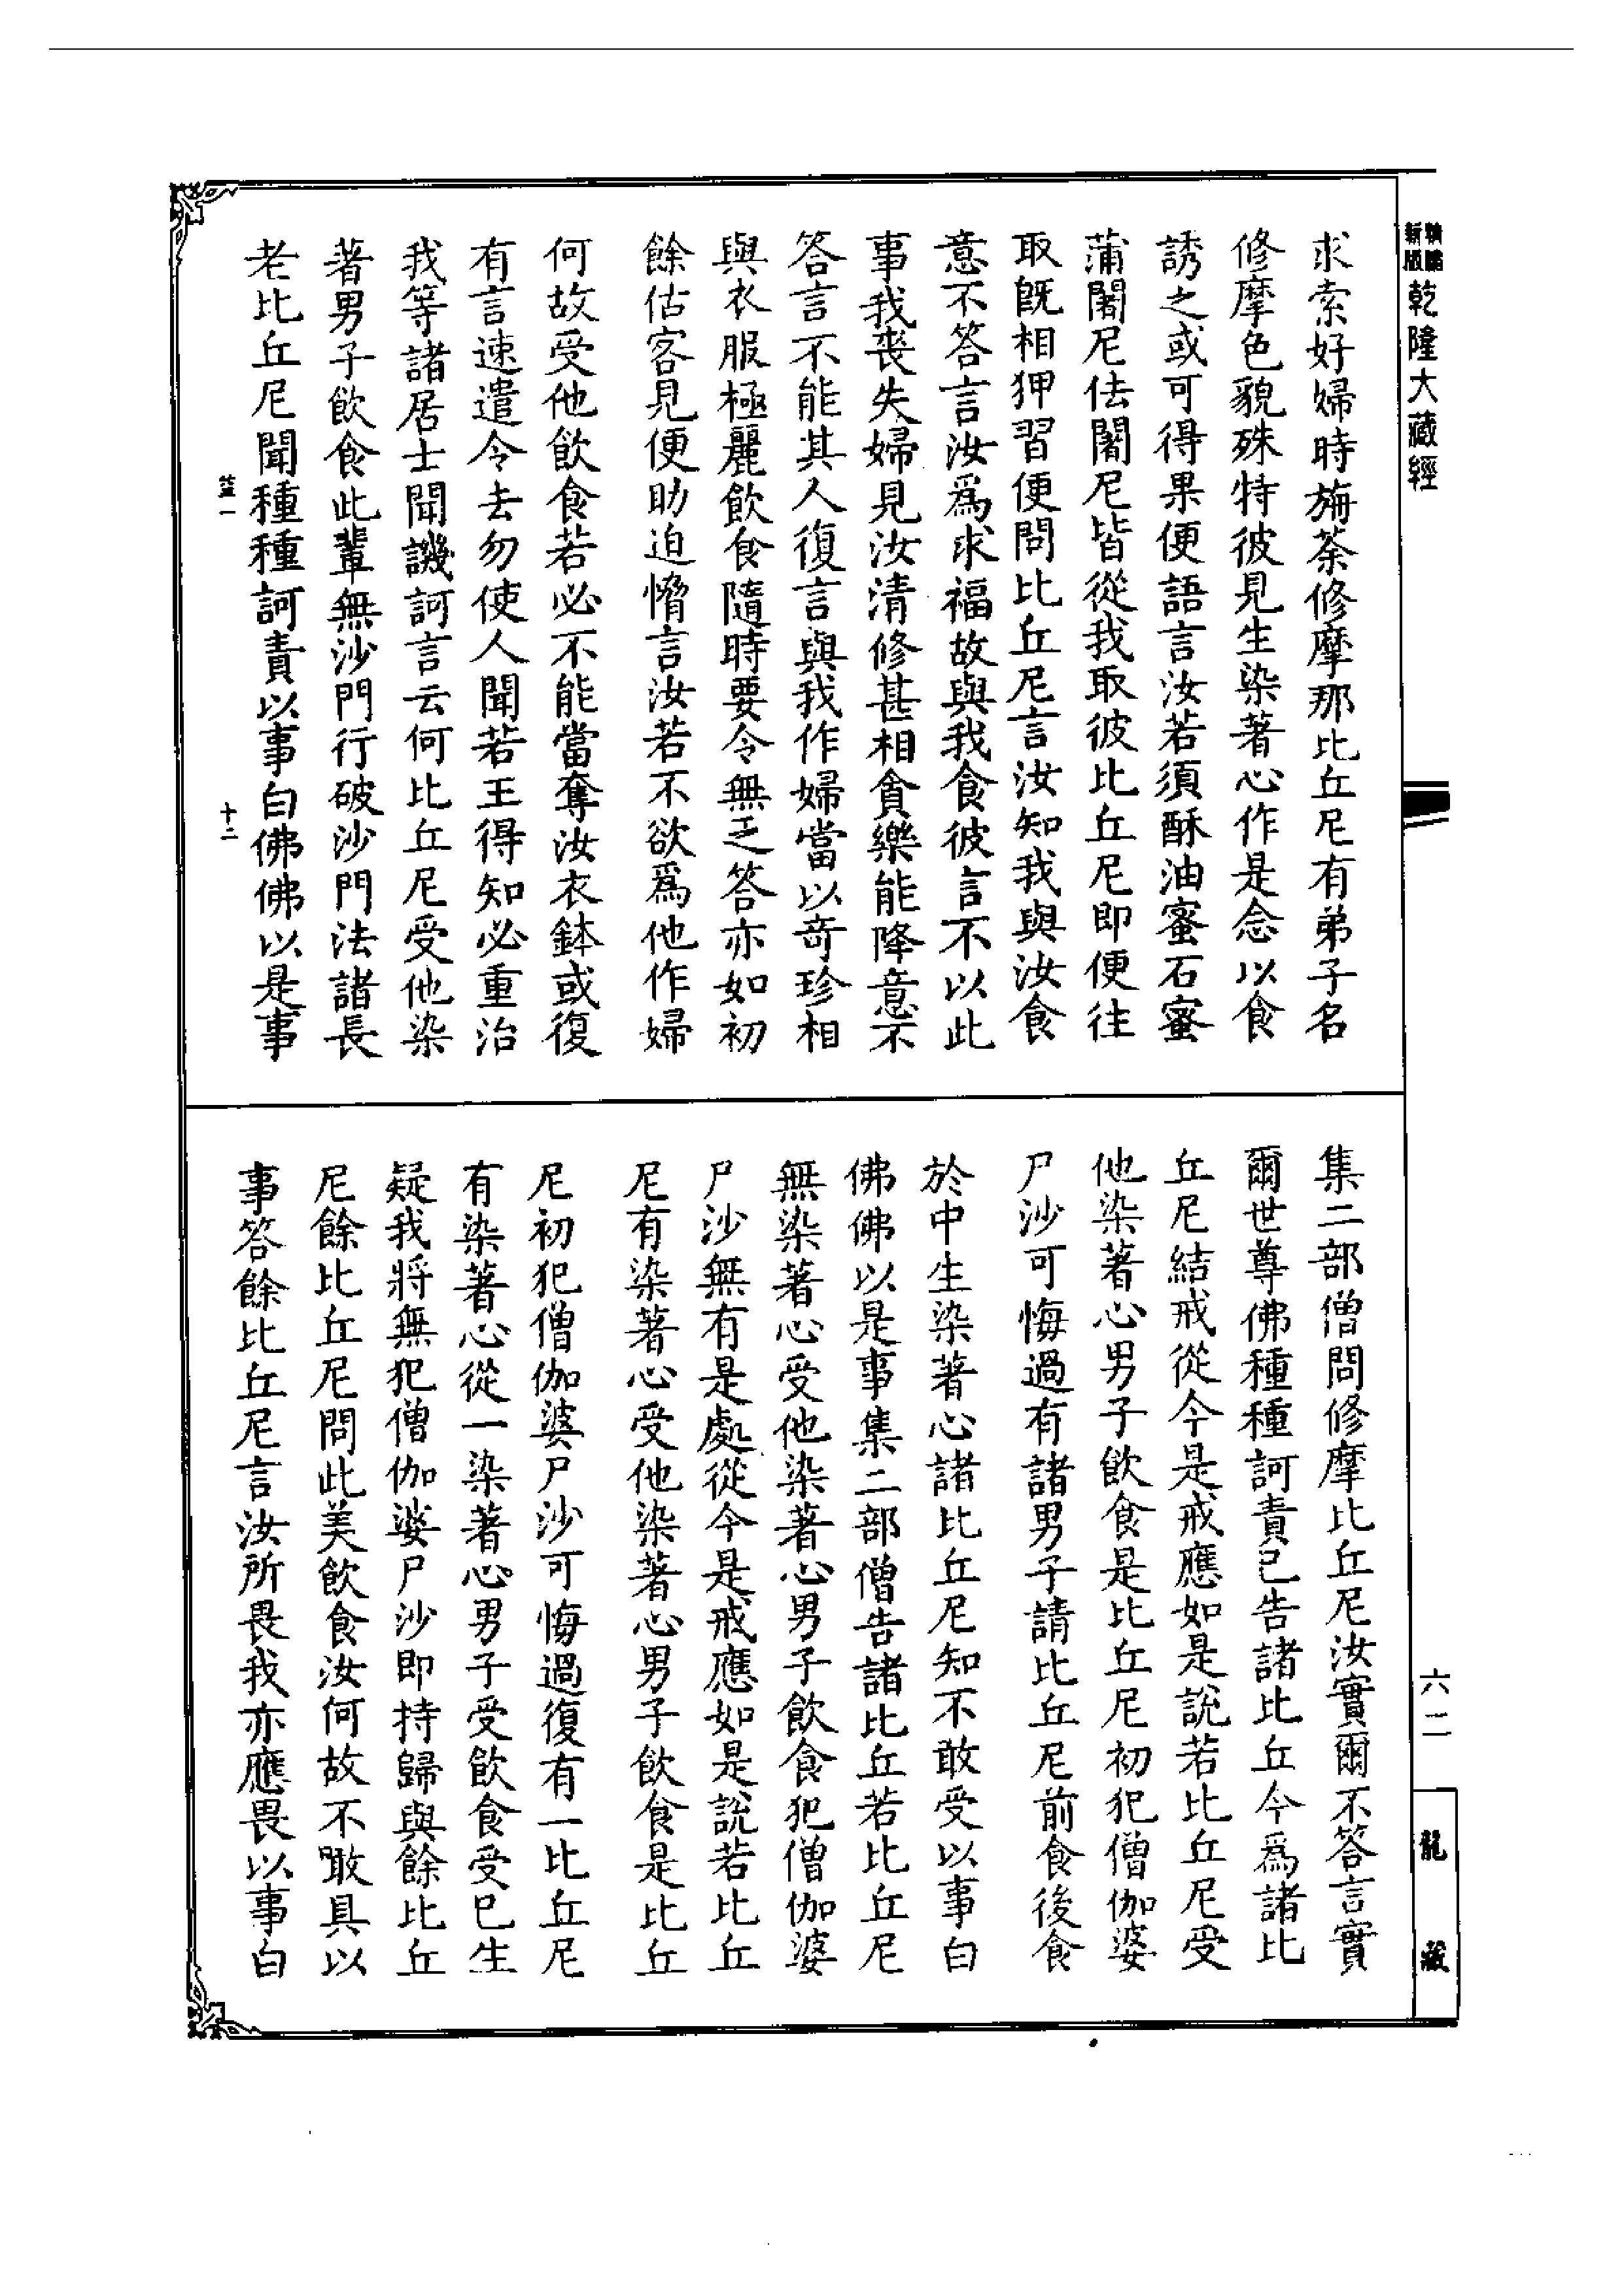 乾隆大藏經
求索好婦時旃荼修摩那比丘尼有弟子名
修摩色貌殊特彼見生染著心作是念以食
誘之或可得果便語言汝若須酥油蜜石蜜
蒲闍尼佉闍尼皆從我取彼比丘尼即便往
取既相狎習便問比丘尼言汝知我與汝食
意不答言汝爲求福故與我食彼言不以此
事我喪失婦見汝清修甚相貪樂能降意不
答言不能其人復言與我作婦當以奇珍相
與衣服極麗飲食隨時要令無乏答亦如初
餘估客見便助迫愶言汝若不欲爲他作婦
何故受他飲食若必不能當奪汝衣鉢或復
有言速遣令去勿使人聞若王得知必重治
我等諸居士聞譏訶言云何比丘尼受他染
著男子飲食此輩無沙門行破沙門法諸長
老比丘尼聞種種訶責以事白佛佛以是事
十二
集二部僧問修摩比丘尼汝實爾不答言實
爾世尊佛種種訶責已告諸比丘今爲諸比
丘尼結戒從今是戒應如是說若比丘尼受
他染著心男子飲食是比丘尼初犯僧伽婆
尸沙可悔過有諸男子請比丘尼前食後食
於中生染著心諸比丘尼知不敢受以事白
佛佛以是事集二部僧告諸比丘若比丘尼
無染著心受他染著心男子飲食犯僧伽婆
尸沙無有是處從今是戒應如是說若比丘
尼有染著心受他染著心男子飲食是比丘
尼初犯僧伽婆尸沙可悔過復有一比丘尼
有染著心從一染著心男子受飲食受已生
疑我將無犯僧伽婆尸沙即持歸與餘比丘
尼餘比丘尼問此美飲食汝何故不噉具以
事答餘比丘尼言汝所畏我亦應畏以事白
六二
龍藏